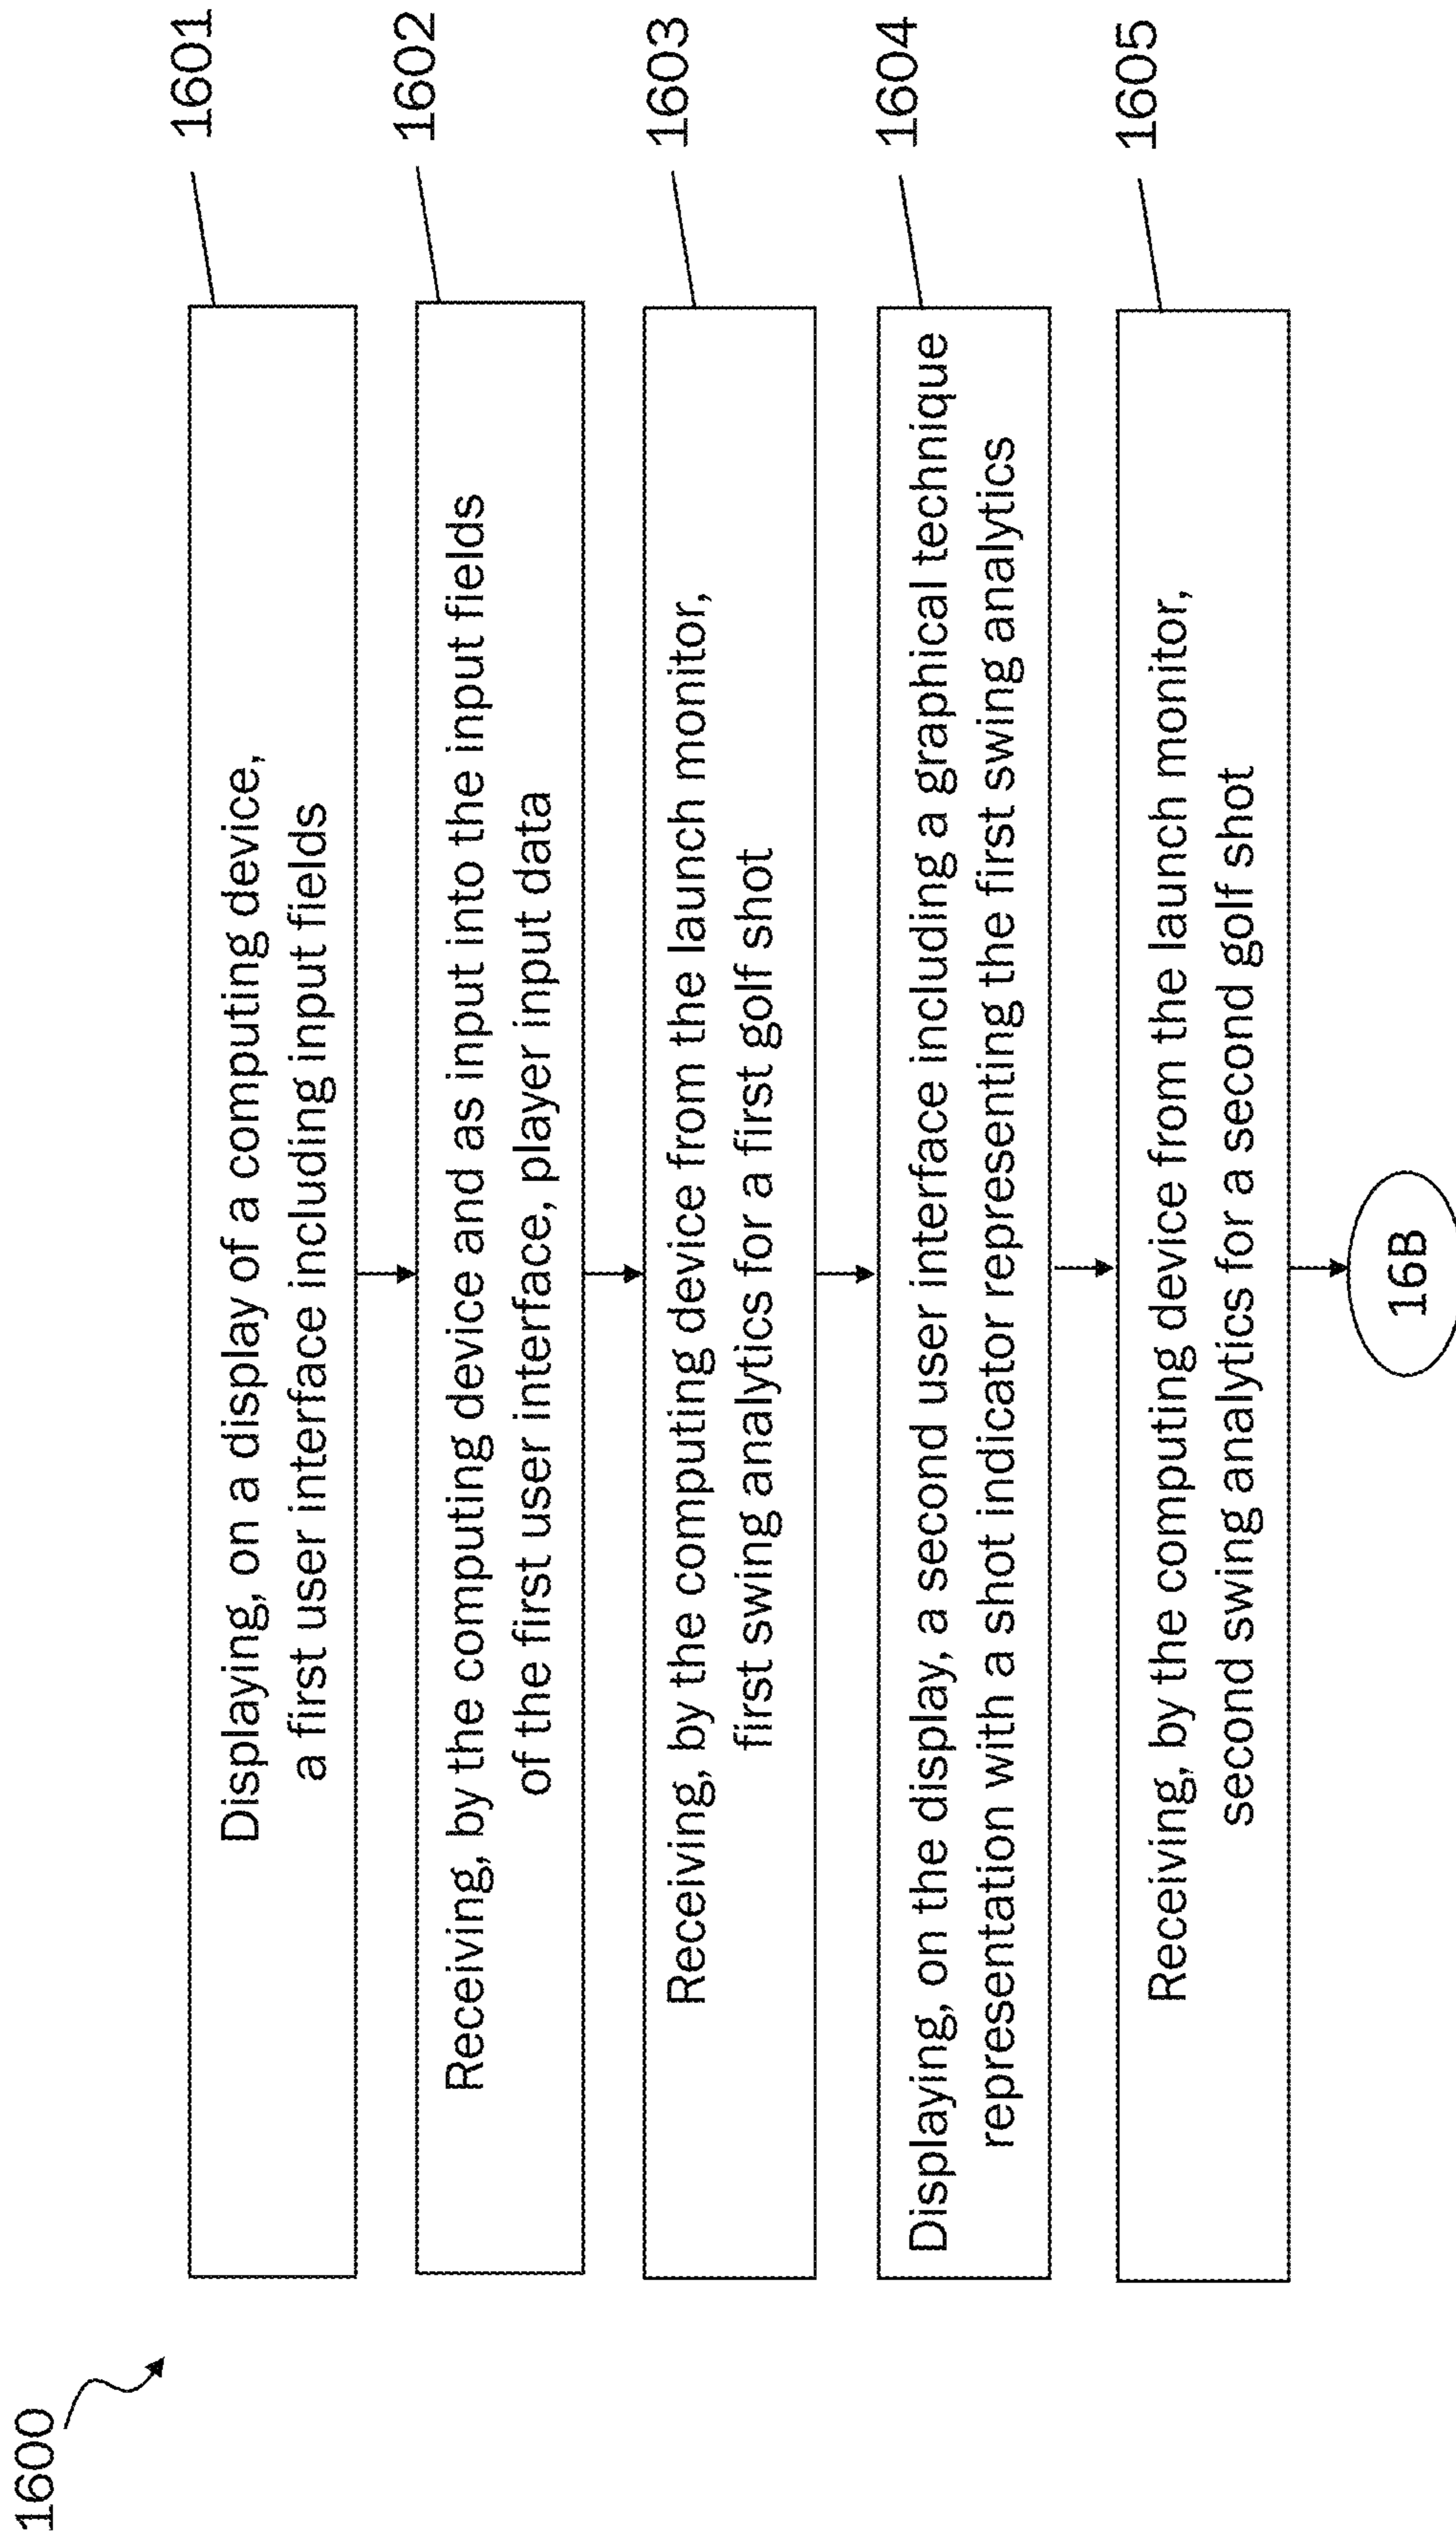 1600
Displaying, on a display of a computing device,
a first user interface including input fields
1601
Receiving, by the computing device and as input into the input fields
of the first user interface, player input data
1602
Receiving, by the computing device from the launch monitor,
first swing analytics for a first golf shot
1603
Displaying, on the display, a second user interface including a graphical technique
representation with a shot indicator representing the first swing analytics
1604
Receiving, by the computing device from the launch monitor,
second swing analytics for a second golf shot
1605
16B